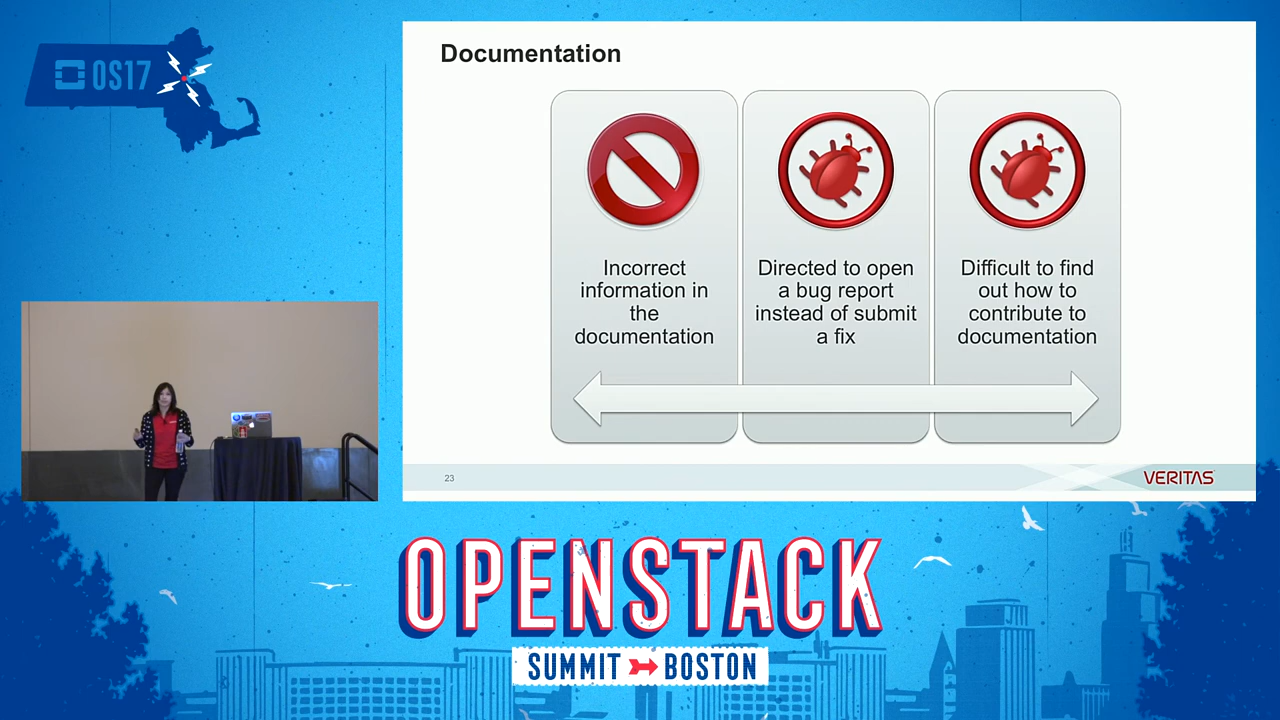 OS17
Documentation
Incorrect
information in
the
documentation
Directed to open
a bug report
instead of submit
a fix
Difficult to find
out how to
contribute to
documentation
23
VERITAS
OPENSTACK
SUMMIT BOSTON